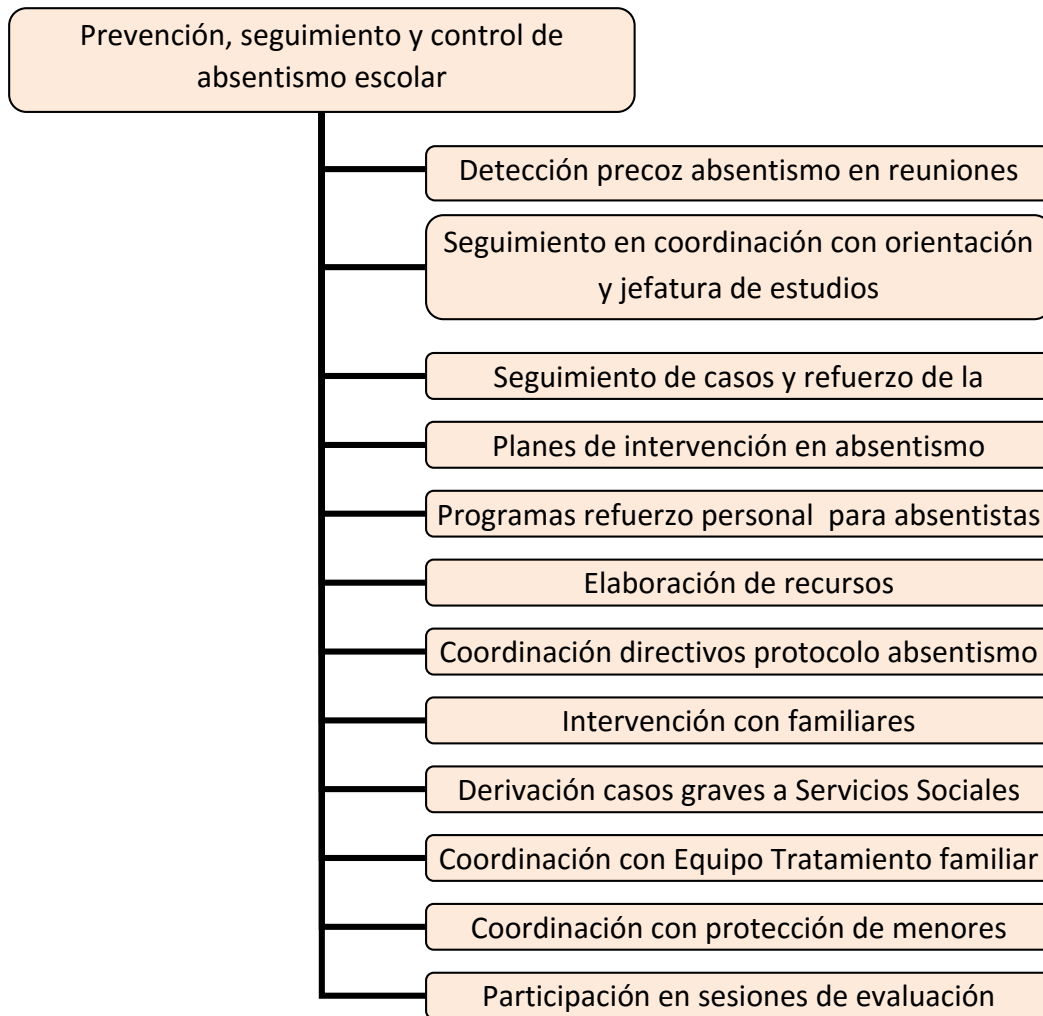 Prevención, seguimiento y control de
absentismo escolar
Detección precoz absentismo en reuniones
Seguimiento en coordinación con orientación
y jefatura de estudios
Seguimiento de casos y refuerzo de la
Planes de intervención en absentismo
Programas refuerzo personal para absentistas
Elaboración de recursos
Coordinación directivos protocolo absentismo
Intervención con familiares
Derivación casos graves a Servicios Sociales
Coordinación con Equipo Tratamiento familiar
Coordinación con protección de menores
Participación en sesiones de evaluación